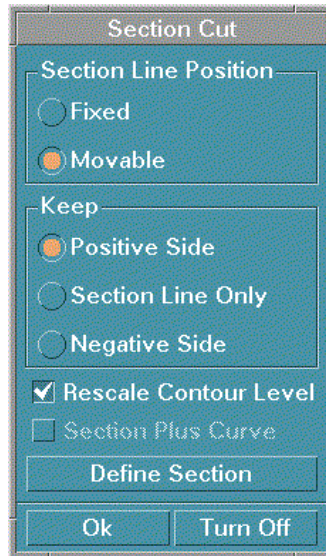 Section Cut
Section Line Position
Fixed
Movable
Keep
Positive Side
Section Line Only
Negative Side
Rescale Contour Level
Section Plus Curve
Define Section
Ok
Turn Off